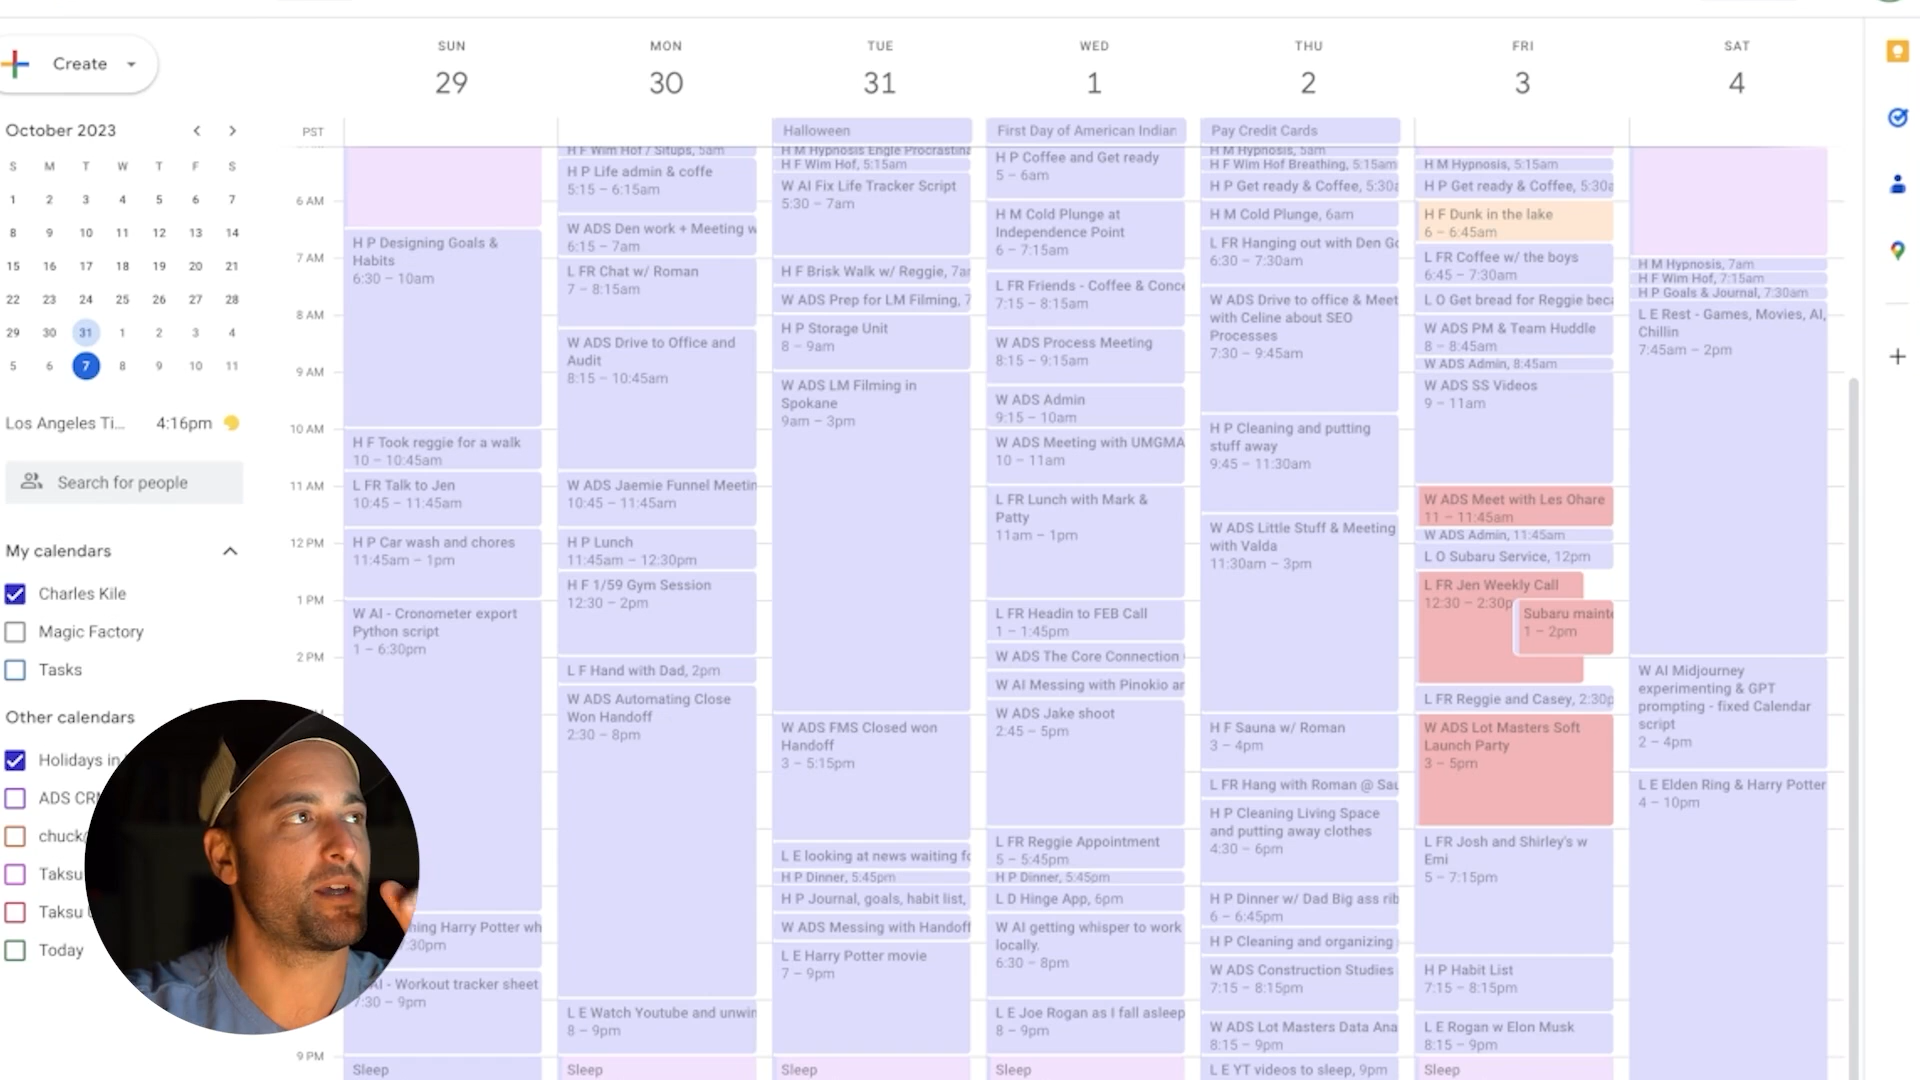 SUN
MON
TUE
WED
THU
FRI
SAT
29
30
31
1
2
3
4
Create
October 2023
S M T W T F S
1 2 3 4 5 6 7
8 9 10 11 12 13 14
15 16 17 18 19 20 21
22 23 24 25 26 27 28
29 30 31 1 2 3 4
5 6 7 8 9 10 11
Los Angeles Ti... 4:16pm
Search for people
My calendars
Charles Kile
Magic Factory
Tasks
Other calendars
Holidays in
ADS CR
chuck
Taksu
Taksu
Today
PST
6 AM
7 AM
8 AM
9 AM
10 AM
11 AM
12 PM
1 PM
2 PM
9 PM
H P Designing Goals &
Habits
6:30 – 10am
H F Took reggie for a walk
10 – 10:45am
L FR Talk to Jen
10:45 – 11:45am
H P Car wash and chores
11:45am – 1pm
W AI - Cronometer export
Python script
1 – 6:30pm
hing Harry Potter wh
:30pm
AI - Workout tracker sheet
7:30 – 9pm
Sleep
H F Wim Hof / Situps, 5am
H P Life admin & coffe
5:15 – 6:15am
W ADS Den work + Meeting w
6:15 – 7am
L FR Chat w/ Roman
7 – 8:15am
W ADS Drive to Office and
Audit
8:15 – 10:45am
W ADS Jaemie Funnel Meetin
10:45 – 11:45am
H P Lunch
11:45am – 12:30pm
H F 1/59 Gym Session
12:30 – 2pm
L F Hand with Dad, 2pm
W ADS Automating Close
Won Handoff
2:30 – 8pm
L E Watch Youtube and unwin
8 – 9pm
Sleep
Halloween
H M Hypnosis Engle Procrastina
H F Wim Hof, 5:15am
W AI Fix Life Tracker Script
5:30 – 7am
H F Brisk Walk w/ Reggie, 7ar
W ADS Prep for LM Filming, 7
H P Storage Unit
8 – 9am
W ADS LM Filming in
Spokane
9am – 3pm
W ADS FMS Closed won
Handoff
3 – 5:15pm
L E looking at news waiting fo
H P Dinner, 5:45pm
H P Journal, goals, habit list,
W ADS Messing with Handoff
L E Harry Potter movie
7 – 9pm
Sleep
First Day of American Indian
H P Coffee and Get ready
5 – 6am
H M Cold Plunge at
Independence Point
6 – 7:15am
L FR Friends - Coffee & Conce
7:15 – 8:15am
W ADS Process Meeting
8:15 – 9:15am
W ADS Admin
9:15 – 10am
W ADS Meeting with UMGMA
10 – 11am
L FR Lunch with Mark &
Patty
11am – 1pm
L FR Headin to FEB Call
1 – 1:45pm
W ADS The Core Connection
W AI Messing with Pinokio ar
W ADS Jake shoot
2:45 – 5pm
L FR Reggie Appointment
5 – 5:45pm
H P Dinner, 5:45pm
L D Hinge App, 6pm
W AI getting whisper to work
locally.
6:30 – 8pm
L E Joe Rogan as I fall asleep
8 – 9pm
Sleep
Pay Credit Cards
H M Hypnosis, 5am
H F Wim Hof Breathing, 5:15am
H P Get ready & Coffee, 5:30a
H M Cold Plunge, 6am
L FR Hanging out with Den Go
6:30 – 7:30am
W ADS Drive to office & Meet
with Celine about SEO
Processes
7:30 – 9:45am
H P Cleaning and putting
stuff away
9:45 – 11:30am
W ADS Little Stuff & Meeting
with Valda
11:30am – 3pm
H F Sauna w/ Roman
3 – 4pm
L FR Hang with Roman @ Sau
H P Cleaning Living Space
and putting away clothes
4:30 – 6pm
H P Dinner w/ Dad Big ass rib
6 – 6:45pm
H P Cleaning and organizing
W ADS Construction Studies
7:15 – 8:15pm
W ADS Lot Masters Data Ana
8:15 – 9pm
L E YT videos to sleep, 9pm
H M Hypnosis, 5:15am
H P Get ready & Coffee, 5:30a
H F Dunk in the lake
6 – 6:45am
L FR Coffee w/ the boys
6:45 – 7:30am
L O Get bread for Reggie beca
W ADS PM & Team Huddle
8 – 8:45am
W ADS Admin, 8:45am
W ADS SS Videos
9 – 11am
W ADS Meet with Les Ohare
11 – 11:45am
W ADS Admin, 11:45am
L O Subaru Service, 12pm
L FR Jen Weekly Call
12:30 – 2:30p
Subaru mainte
1 – 2pm
L FR Reggie and Casey, 2:30p
W ADS Lot Masters Soft
Launch Party
3 – 5pm
L FR Josh and Shirley's w
Emi
5 – 7:15pm
H P Habit List
7:15 – 8:15pm
L E Rogan w Elon Musk
8:15 – 9pm
Sleep
H M Hypnosis, 7am
H F Wim Hof, 7:15am
H P Goals & Journal, 7:30am
L E Rest - Games, Movies, AI,
Chillin
7:45am – 2pm
W AI Midjourney
experimenting & GPT
prompting - fixed Calendar
script
2 – 4pm
L E Elden Ring & Harry Potter
4 – 10pm